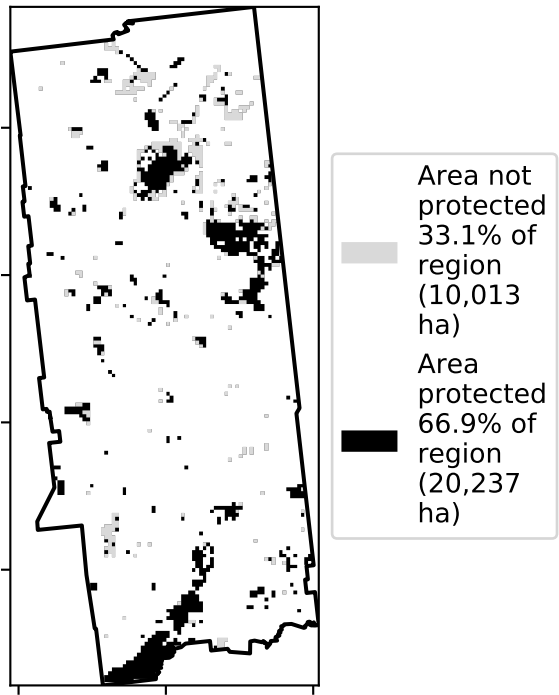 Area not
protected
33.1% of
region
(10,013
ha)
Area
protected
66.9% of
region
(20,237
ha)